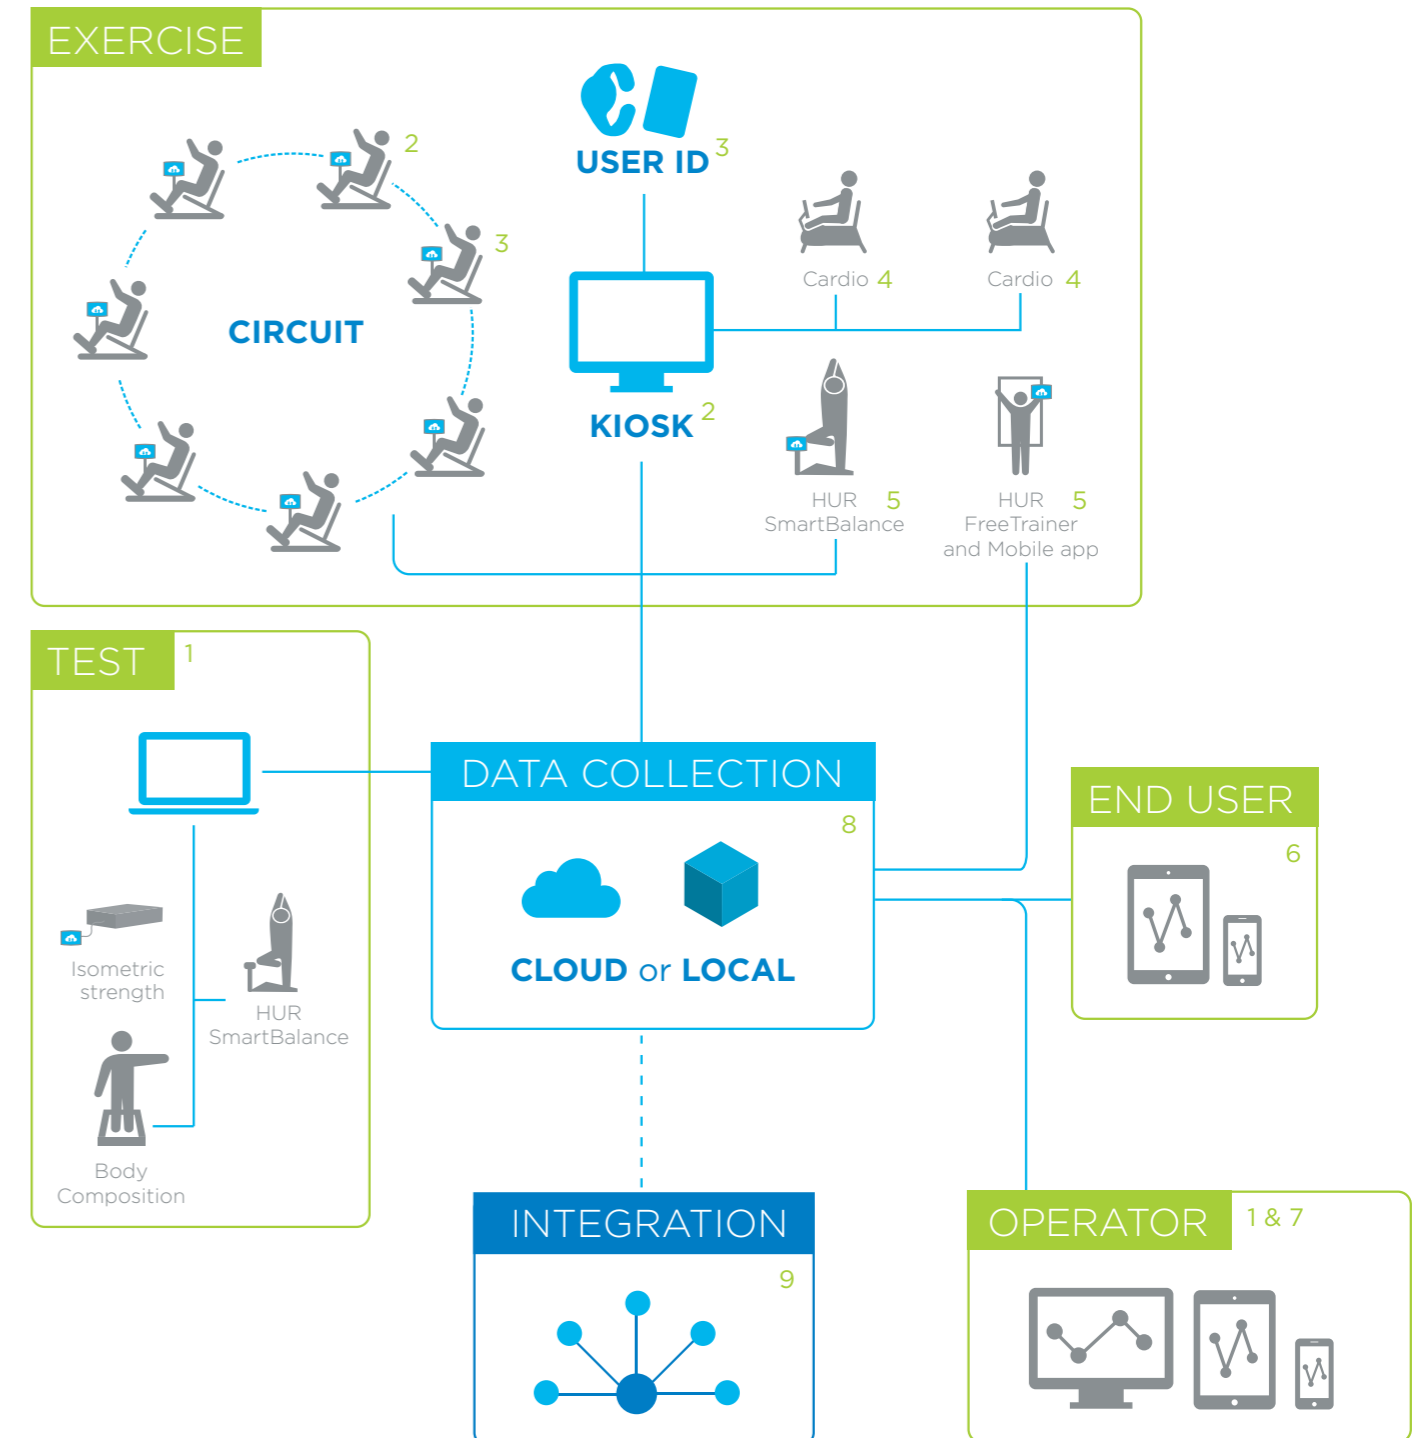 EXERCISE
2
3
CIRCUIT
USER ID 3
KIOSK 2
Cardio 4
Cardio 4
HUR 5
SmartBalance
HUR 5
FreeTrainer
and Mobile app
TEST 1
Isometric
strength
HUR
SmartBalance
Body
Composition
DATA COLLECTION
8
CLOUD or LOCAL
END USER
6
INTEGRATION
9
OPERATOR 1 & 7